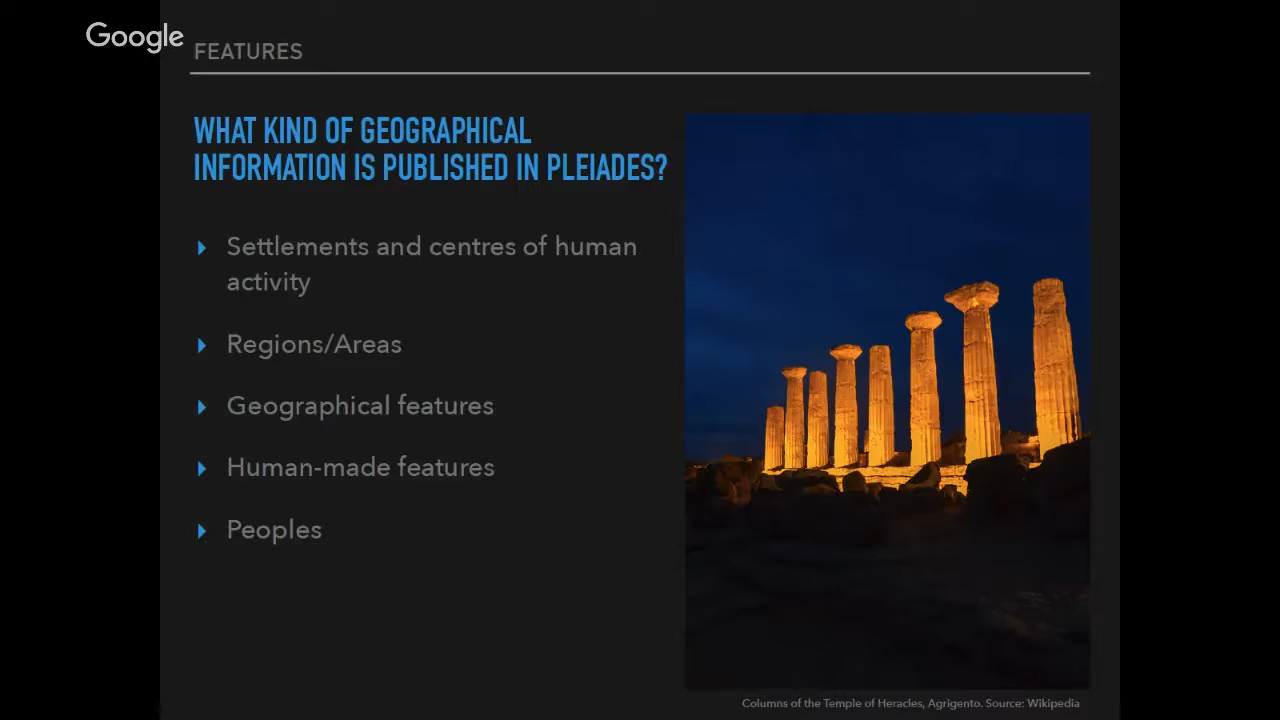 Google
FEATURES
WHAT KIND OF GEOGRAPHICAL
INFORMATION IS PUBLISHED IN PLEIADES?
Settlements and centres of human
activity
Regions/Areas
Geographical features
Human-made features
Peoples
Columns of the Temple of Heracles, Agrigento. Source: Wikipedia